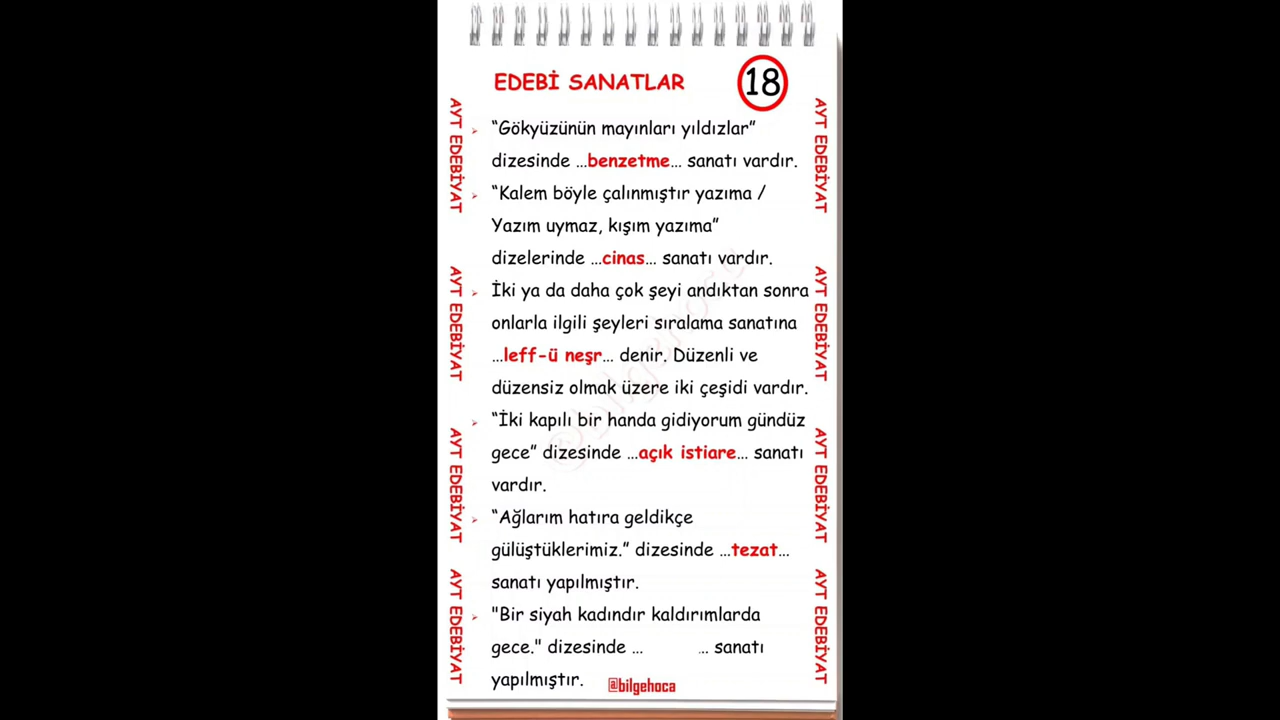 EDEBİ SANATLAR
18
“Gökyüzünün mayınları yıldızlar”
dizesinde …benzetme… sanatı vardır.
“Kalem böyle çalınmıştır yazıma /
Yazım uymaz, kışım yazıma”
dizelerinde …cinas… sanatı vardır.
İki ya da daha çok şeyi andıktan sonra
onlarla ilgili şeyleri sıralama sanatına
…leff-ü neşr… denir. Düzenli ve
düzensiz olmak üzere iki çeşidi vardır.
“İki kapılı bir handa gidiyorum gündüz
gece” dizesinde …açık istiare… sanatı
vardır.
“Ağlarım hatıra geldikçe
gülüştüklerimiz.” dizesinde …tezat…
sanatı yapılmıştır.
"Bir siyah kadındır kaldırımlarda
gece." dizesinde … … sanatı
yapılmıştır.
@bilgehoca
AYT EDEBİYAT
AYT EDEBİYAT
AYT EDEBİYAT
AYT EDEBİYAT
AYT EDEBİYAT
AYT EDEBİYAT
AYT EDEBİYAT
AYT EDEBİYAT
@bilgehoca